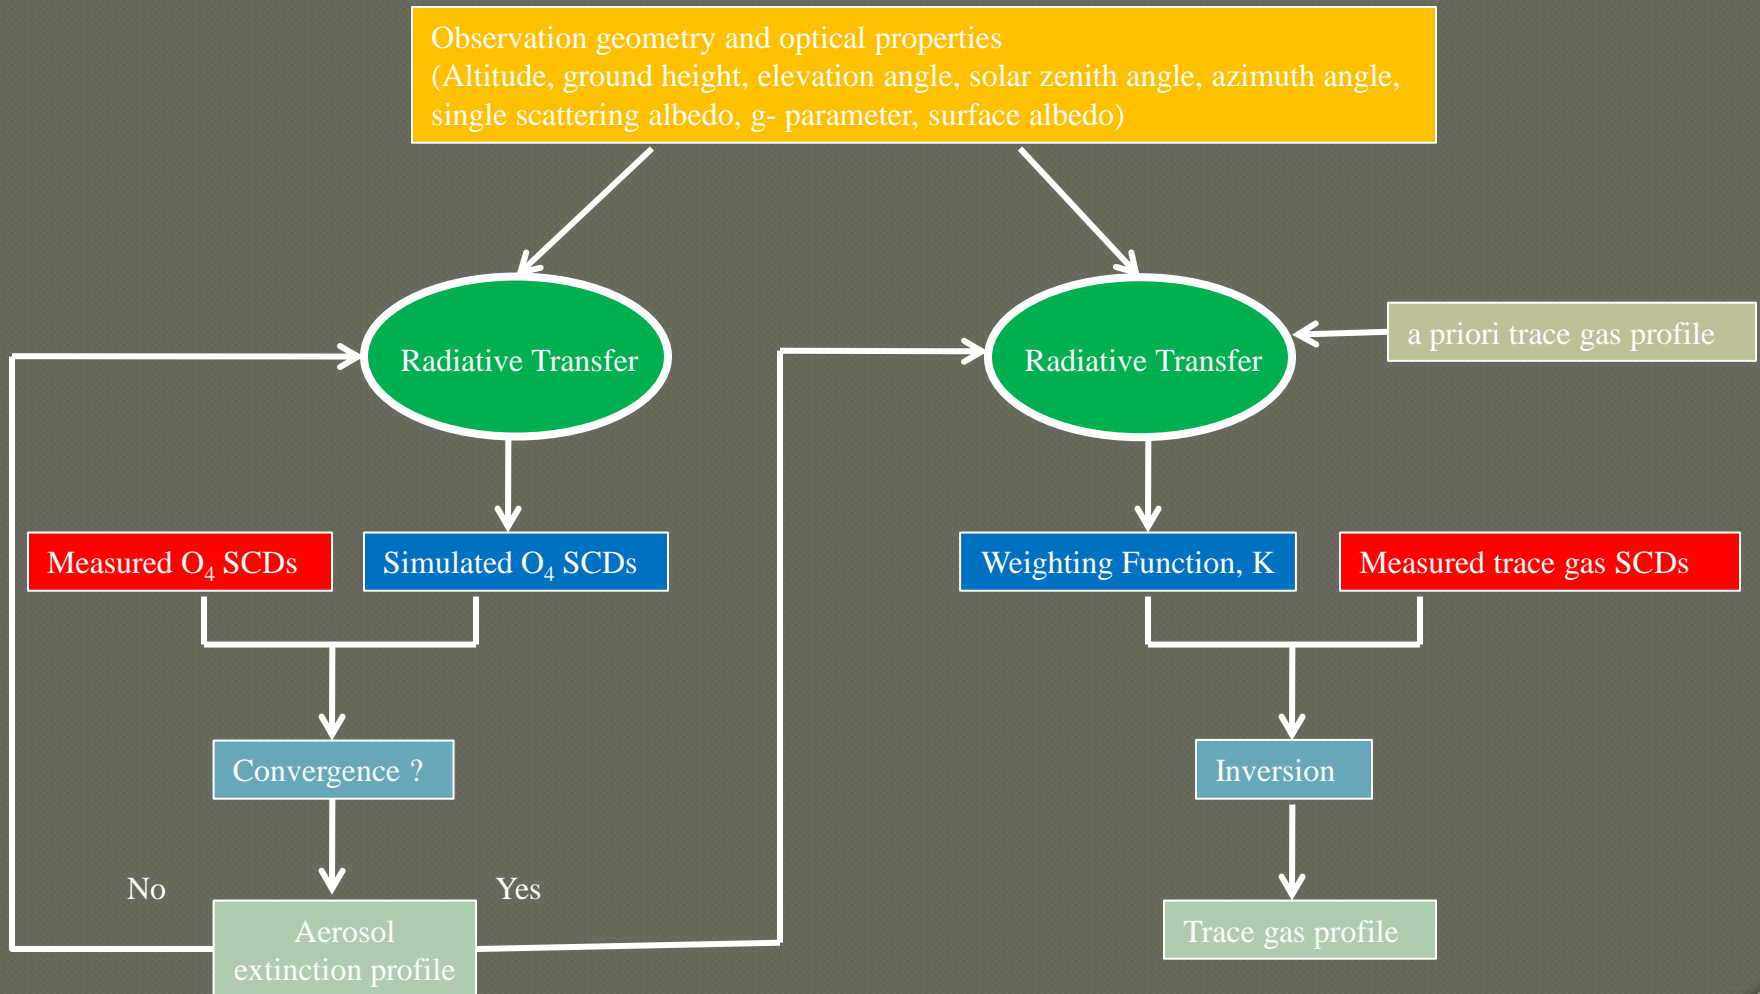 Observation geometry and optical properties
(Altitude, ground height, elevation angle, solar zenith angle, azimuth angle,
single scattering albedo, g- parameter, surface albedo)
Radiative Transfer
Radiative Transfer
a priori trace gas profile
Measured O₄ SCDs
Simulated O₄ SCDs
Weighting Function, K
Measured trace gas SCDs
Convergence ?
Inversion
No
Yes
Aerosol
extinction profile
Trace gas profile